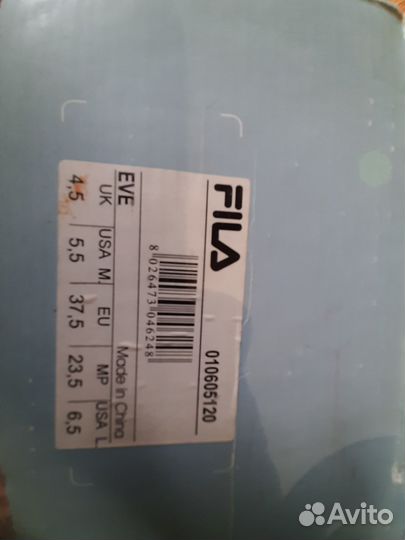 FILA
010605120
8 026473 046248
EVE
Made in China
UK USA M. EU MP USA L.
4,5 5,5 37,5 23,5 6,5
Avito